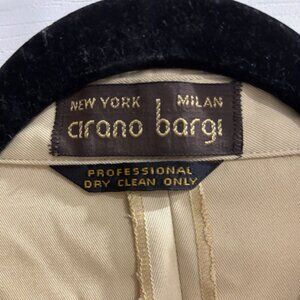 NEW YORK MILAN
cirano bargi
PROFESSIONAL
DRY CLEAN ONLY